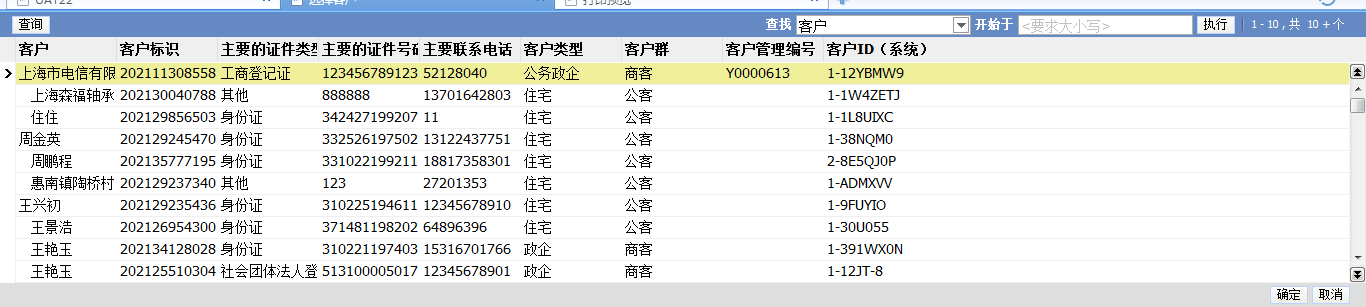 UAT22 选择客户 打印预览
查询 查找 客户 开始于 <要求大小写> 执行 1 - 10 , 共 10 + 个
客户 客户标识 主要的证件类型 主要的证件号码 主要联系电话 客户类型 客户群 客户管理编号 客户ID（系统）
上海市电信有限 202111308558 工商登记证 123456789123 52128040 公务政企 商客 Y0000613 1-12YBMW9
上海森福轴承 202130040788 其他 888888 13701642803 住宅 公客 1-1W4ZETJ
住住 202129856503 身份证 342427199207 11 住宅 公客 1-1L8UIXC
周金英 202129245470 身份证 332526197502 13122437751 住宅 公客 1-38NQM0
周鹏程 202135777195 身份证 331022199211 18817358301 住宅 公客 2-8E5QJ0P
惠南镇陶桥村 202129237340 其他 123 27201353 住宅 公客 1-ADMXVV
王兴初 202129235436 身份证 310225194611 12345678910 住宅 公客 1-9FUYIO
王景浩 202126954300 身份证 371481198202 64896396 住宅 公客 1-30U055
王艳玉 202134128028 身份证 310221197403 15316701766 政企 商客 1-391WX0N
王艳玉 202125510304 社会团体法人登 513100005017 12345678901 政企 商客 1-12JT-8
确定 取消